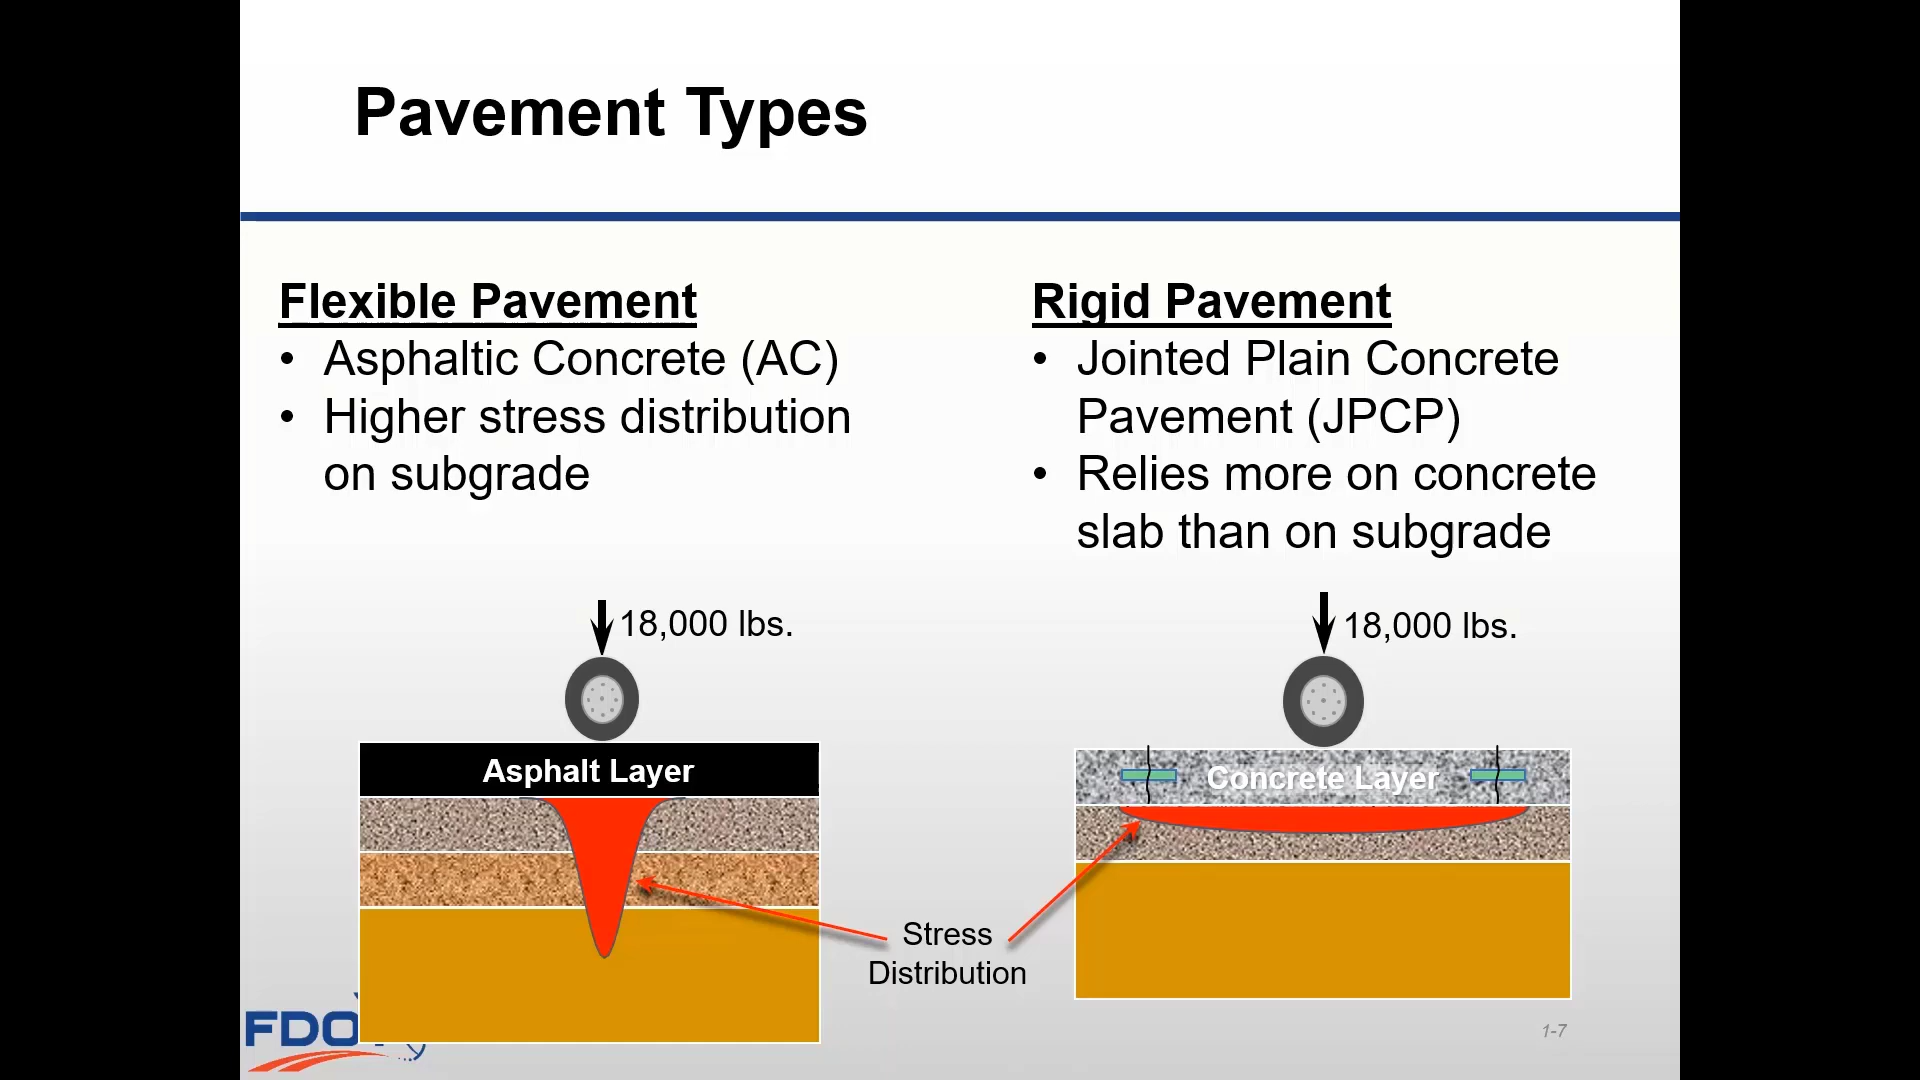 Pavement Types
Flexible Pavement
• Asphaltic Concrete (AC)
• Higher stress distribution
on subgrade
Rigid Pavement
• Jointed Plain Concrete
Pavement (JPCP)
• Relies more on concrete
slab than on subgrade
18,000 lbs.
18,000 lbs.
Asphalt Layer
Concrete Layer
Stress
Distribution
FDO
1-7